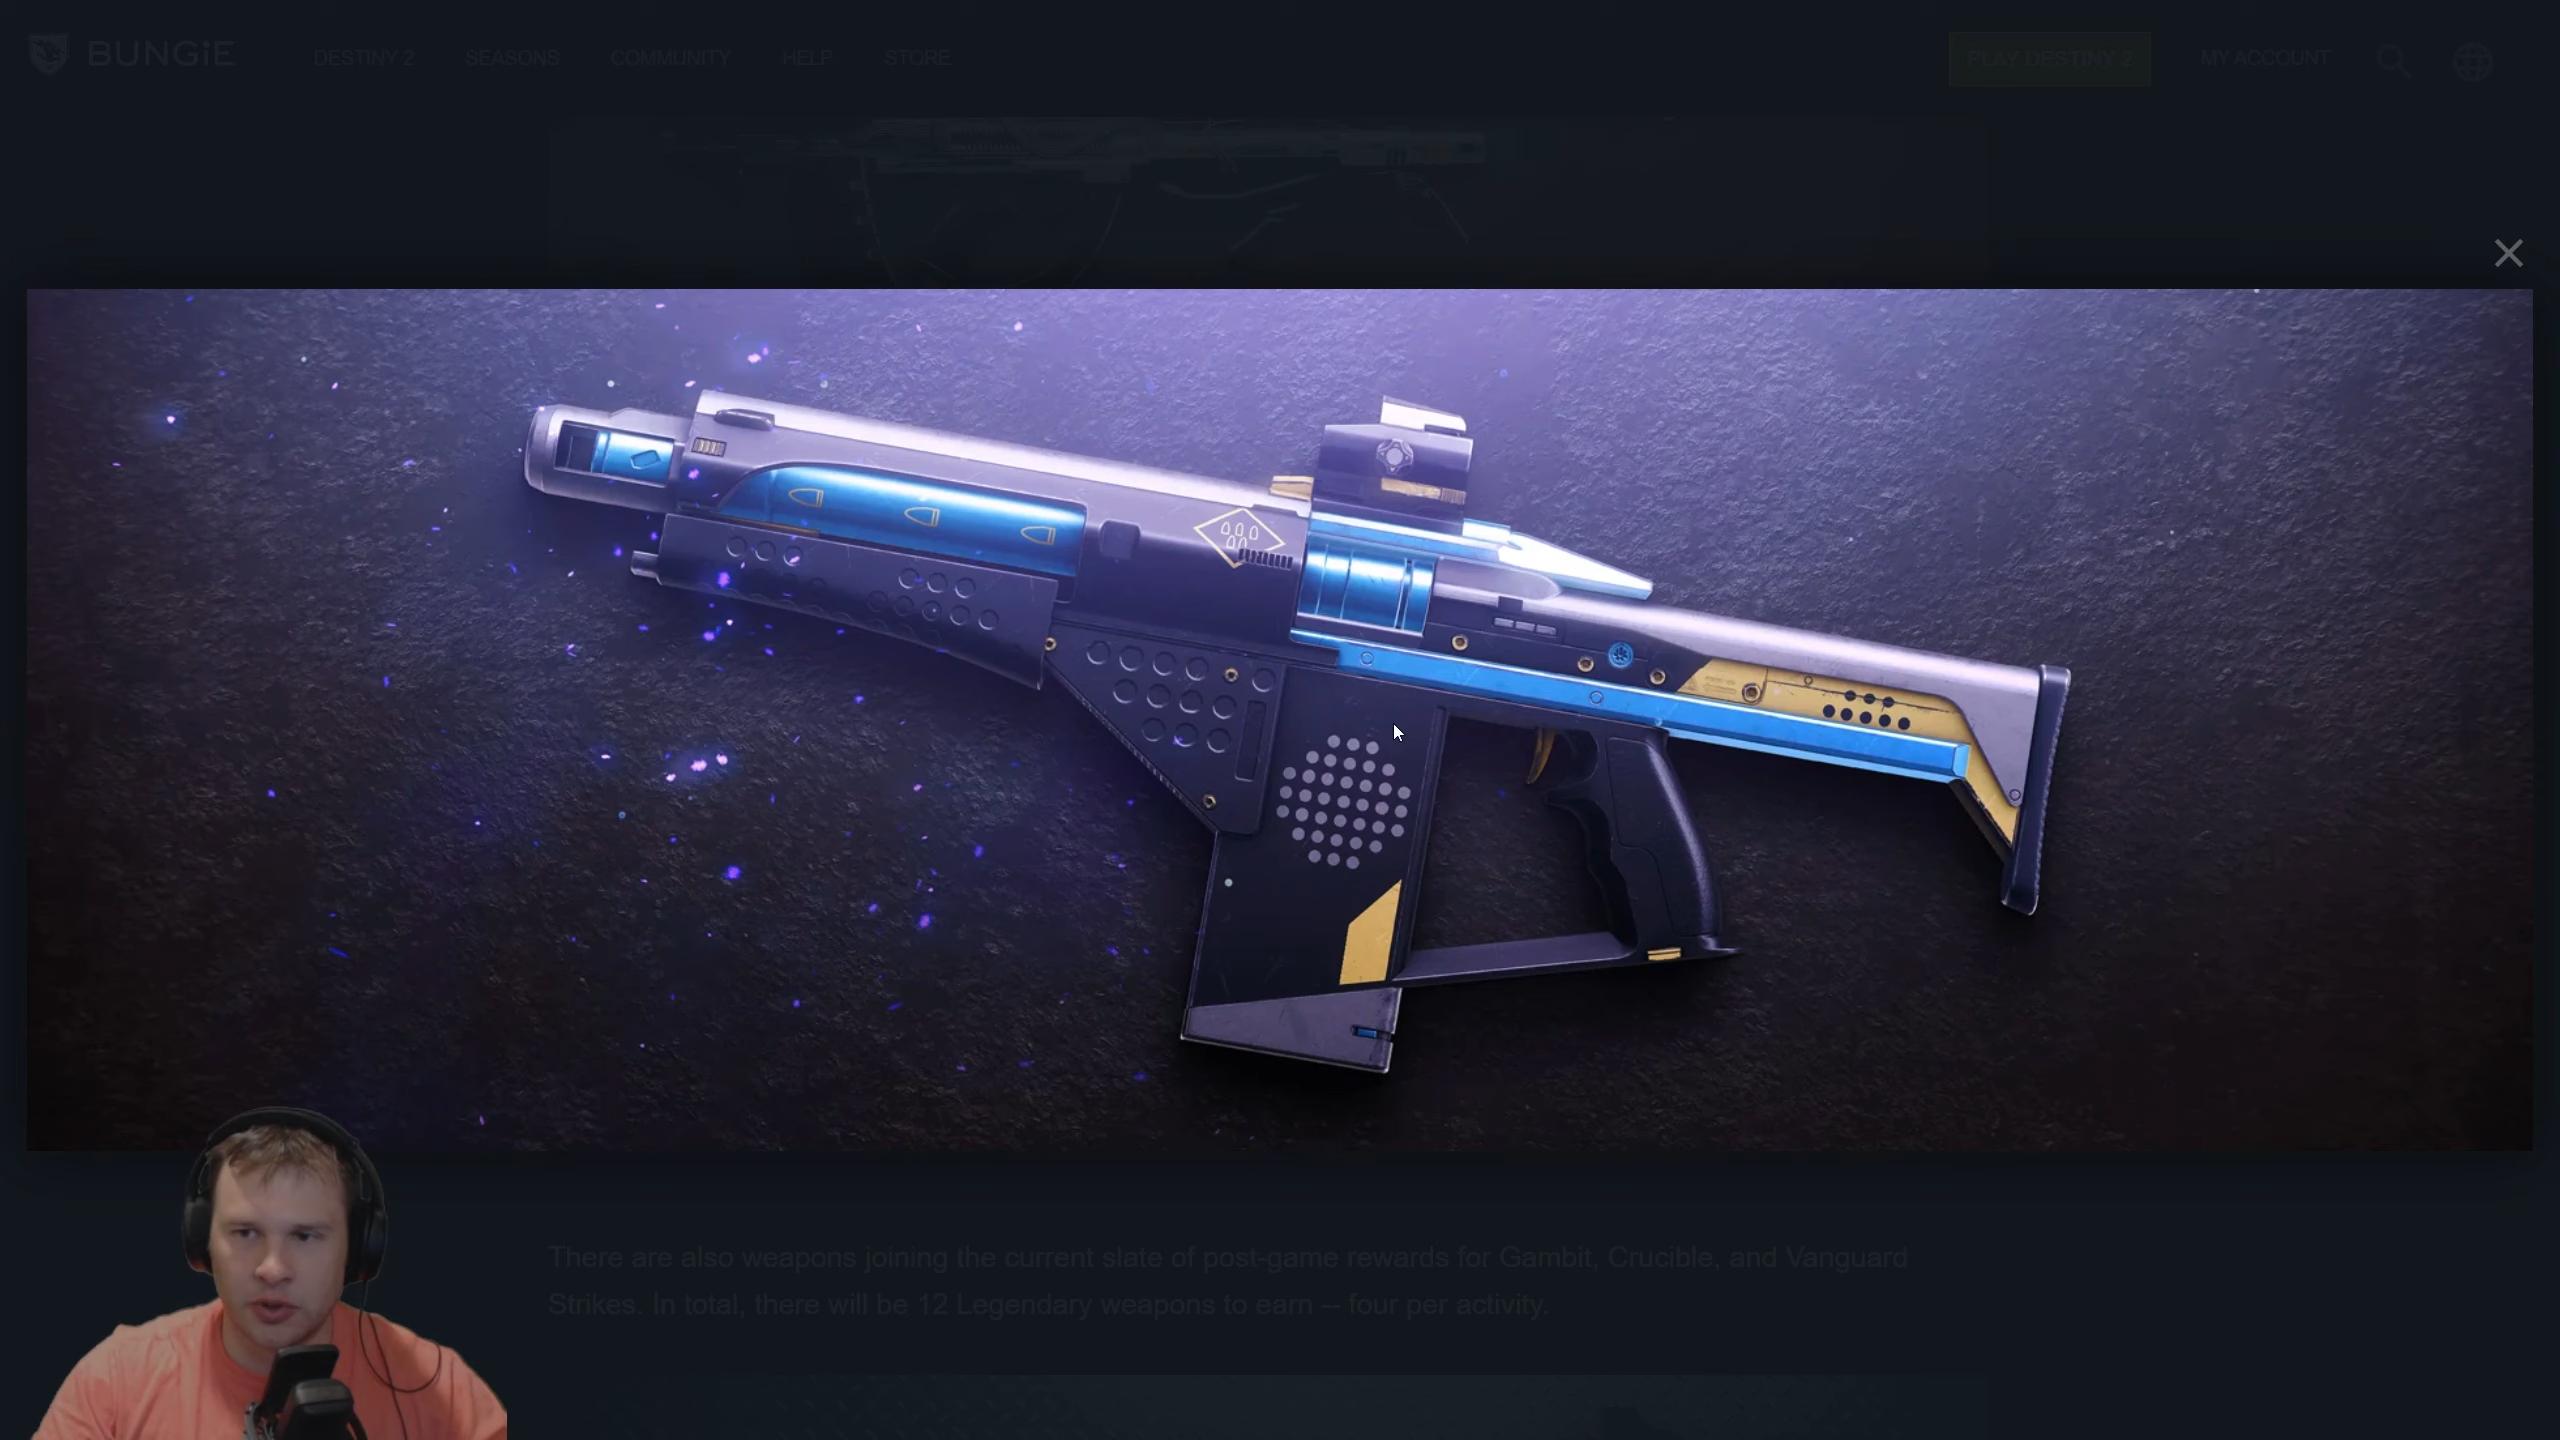 BUNGiE
DESTINY 2 SEASONS COMMUNITY HELP STORE PLAY DESTINY 2 MY ACCOUNT
There are also weapons joining the current slate of post-game rewards for Gambit, Crucible, and Vanguard
Strikes. In total, there will be 12 Legendary weapons to earn -- four per activity.